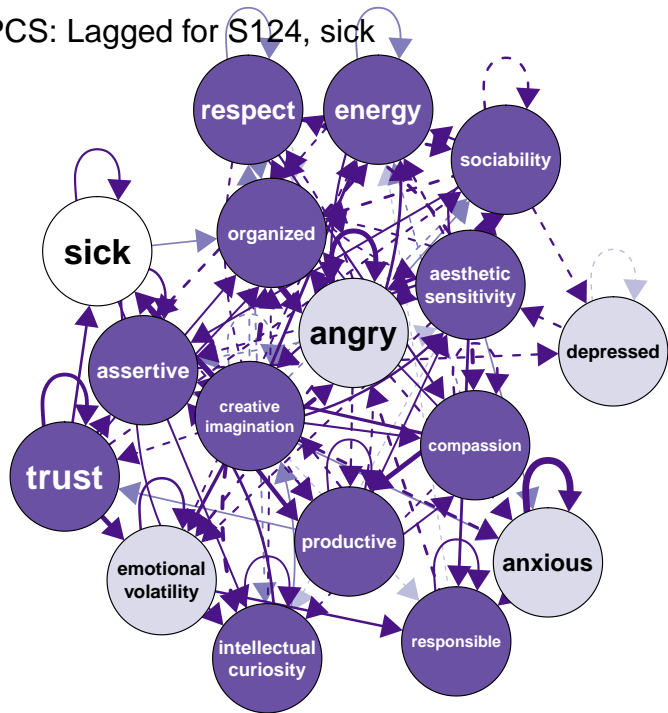 PCS: Lagged for S124, sick
respect
energy
sociability
organized
sick
aesthetic
sensitivity
angry
depressed
assertive
creative
imagination
compassion
trust
productive
anxious
emotional
volatility
responsible
intellectual
curiosity